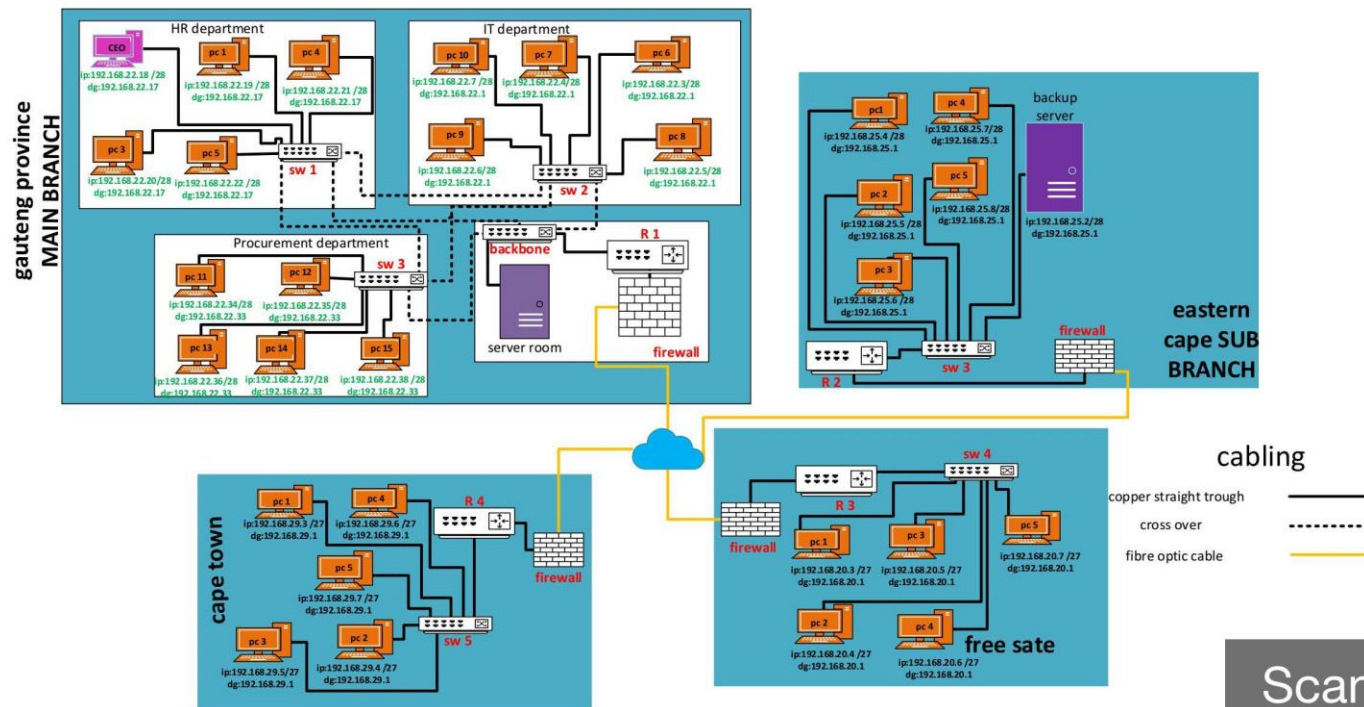 gauteng province
MAIN BRANCH
HR department
CEO
ip:192.168.22.18 /28
dg:192.168.22.17
pc 1
ip:192.168.22.19 /28
dg:192.168.22.17
pc 4
ip:192.168.22.21 /28
dg:192.168.22.17
pc 3
ip:192.168.22.20/28
dg:192.168.22.17
pc 5
ip:192.168.22.22 /28
dg:192.168.22.17
sw 1
IT department
pc 10
ip:192.168.22.7 /28
dg:192.168.22.1
pc 7
ip:192.168.22.4/28
dg:192.168.22.1
pc 6
ip:192.168.22.3/28
dg:192.168.22.1
pc 9
ip:192.168.22.6/28
dg:192.168.22.1
pc 8
ip:192.168.22.5/28
dg:192.168.22.1
sw 2
Procurement department
sw 3
pc 11
ip:192.168.22.34/28
dg:192.168.22.33
pc 12
ip:192.168.22.35/28
dg:192.168.22.33
pc 13
ip:192.168.22.36/28
dg:192.168.22.33
pc 14
ip:192.168.22.37/28
dg:192.168.22.33
pc 15
ip:192.168.22.38 /28
dg:192.168.22.33
backbone
R 1
server room
firewall
pc1
ip:192.168.25.4 /28
dg:192.168.25.1
pc 4
ip:192.168.25.7/28
dg:192.168.25.1
backup
server
ip:192.168.25.2/28
dg:192.168.25.1
pc 2
ip:192.168.25.5 /28
dg:192.168.25.1
pc 5
ip:192.168.25.8/28
dg:192.168.25.1
pc 3
ip:192.168.25.6 /28
dg:192.168.25.1
R 2
sw 3
firewall
eastern
cape SUB
BRANCH
cape town
pc 1
ip:192.168.29.3 /27
dg:192.168.29.1
pc 4
ip:192.168.29.6 /27
dg:192.168.29.1
R 4
firewall
pc 5
ip:192.168.29.7 /27
dg:192.168.29.1
pc 3
ip:192.168.29.5/27
dg:192.168.29.1
pc 2
ip:192.168.29.4/27
dg:192.168.29.1
sw 5
sw 4
R 3
firewall
pc 1
ip:192.168.20.3 /27
dg:192.168.20.1
pc 3
ip:192.168.20.5 /27
dg:192.168.20.1
pc 5
ip:192.168.20.7 /27
dg:192.168.20.1
pc 2
ip:192.168.20.4 /27
dg:192.168.20.1
pc 4
ip:192.168.20.6 /27
dg:192.168.20.1
free sate
cabling
copper straight trough
cross over
fibre optic cable
Scan